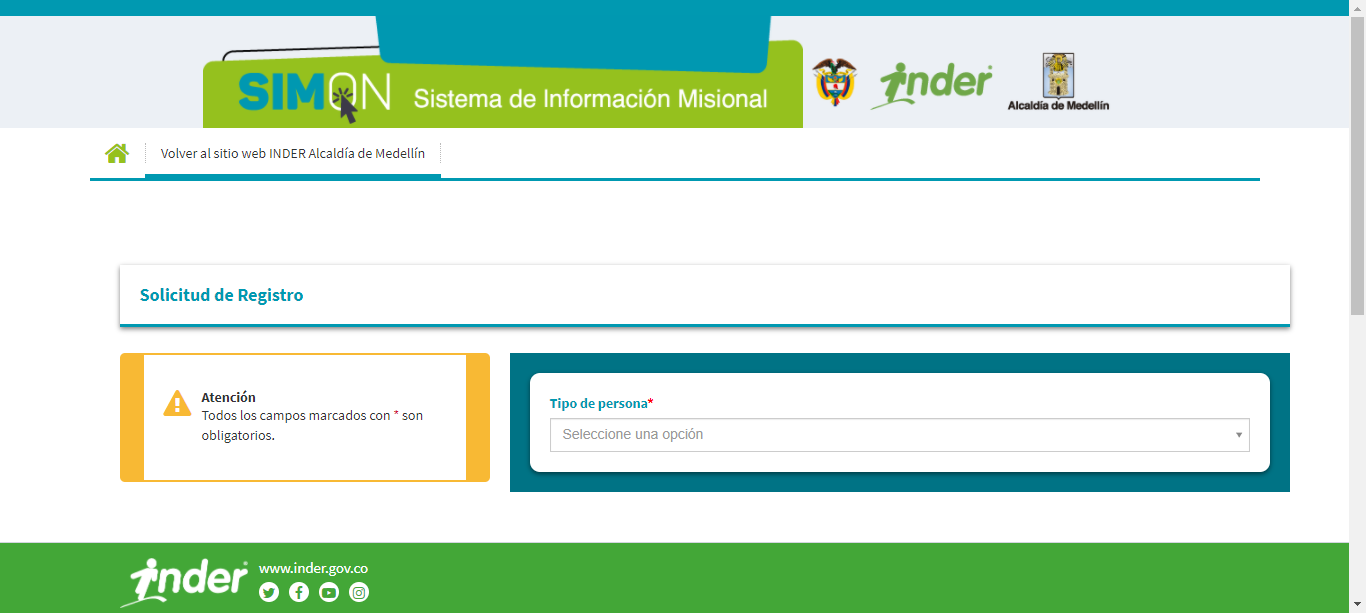 SIMON Sistema de Información Misional
inder
Alcaldía de Medellín
Volver al sitio web INDER Alcaldía de Medellín
Solicitud de Registro
Atención
Todos los campos marcados con * son
obligatorios.
Tipo de persona*
Seleccione una opción
inder
www.inder.gov.co